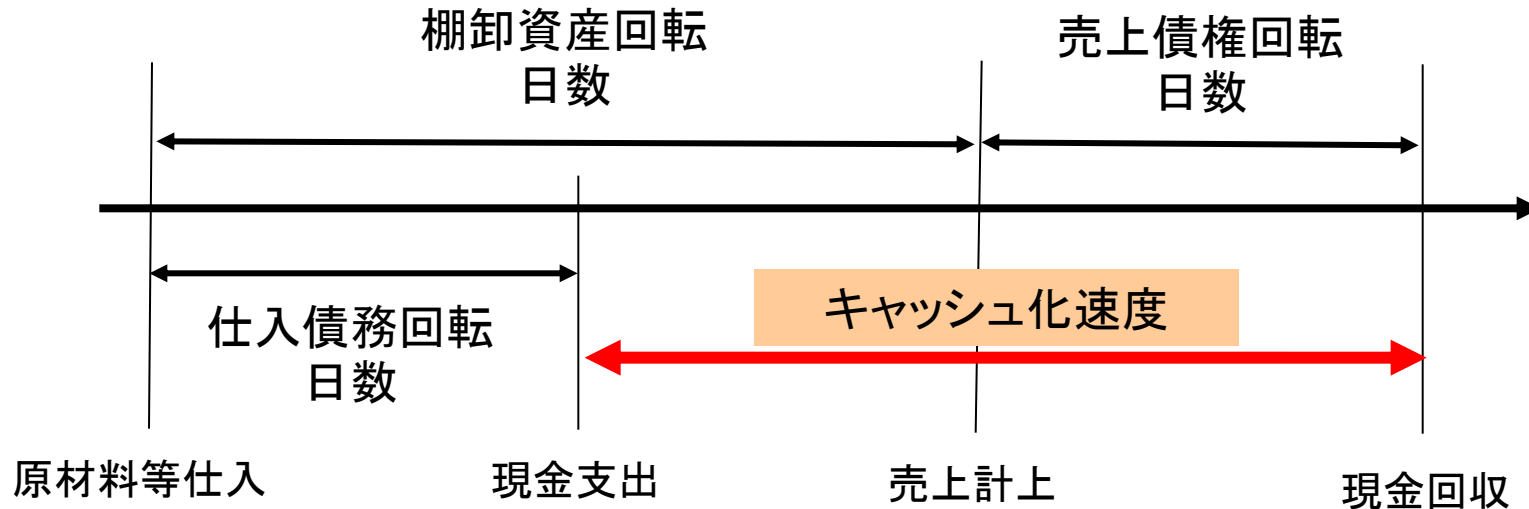 棚卸資産回転
日数
売上債権回転
日数
仕入債務回転
日数
キャッシュ化速度
原材料等仕入
現金支出
売上計上
現金回収